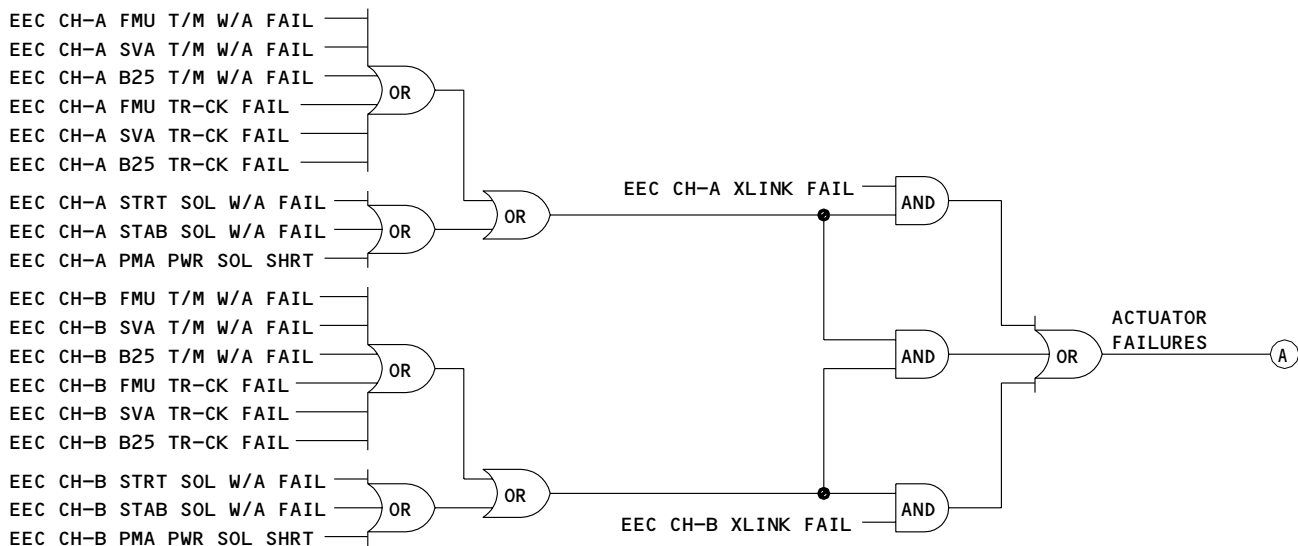 EEC CH-A FMU T/M W/A FAIL
EEC CH-A SVA T/M W/A FAIL
EEC CH-A B25 T/M W/A FAIL
EEC CH-A FMU TR-CK FAIL
EEC CH-A SVA TR-CK FAIL
EEC CH-A B25 TR-CK FAIL
OR
EEC CH-A STRT SOL W/A FAIL
EEC CH-A STAB SOL W/A FAIL
EEC CH-A PMA PWR SOL SHRT
OR
OR
EEC CH-A XLINK FAIL
AND
EEC CH-B FMU T/M W/A FAIL
EEC CH-B SVA T/M W/A FAIL
EEC CH-B B25 T/M W/A FAIL
EEC CH-B FMU TR-CK FAIL
EEC CH-B SVA TR-CK FAIL
EEC CH-B B25 TR-CK FAIL
OR
AND
OR
ACTUATOR
FAILURES
A
EEC CH-B STRT SOL W/A FAIL
EEC CH-B STAB SOL W/A FAIL
EEC CH-B PMA PWR SOL SHRT
OR
OR
EEC CH-B XLINK FAIL
AND